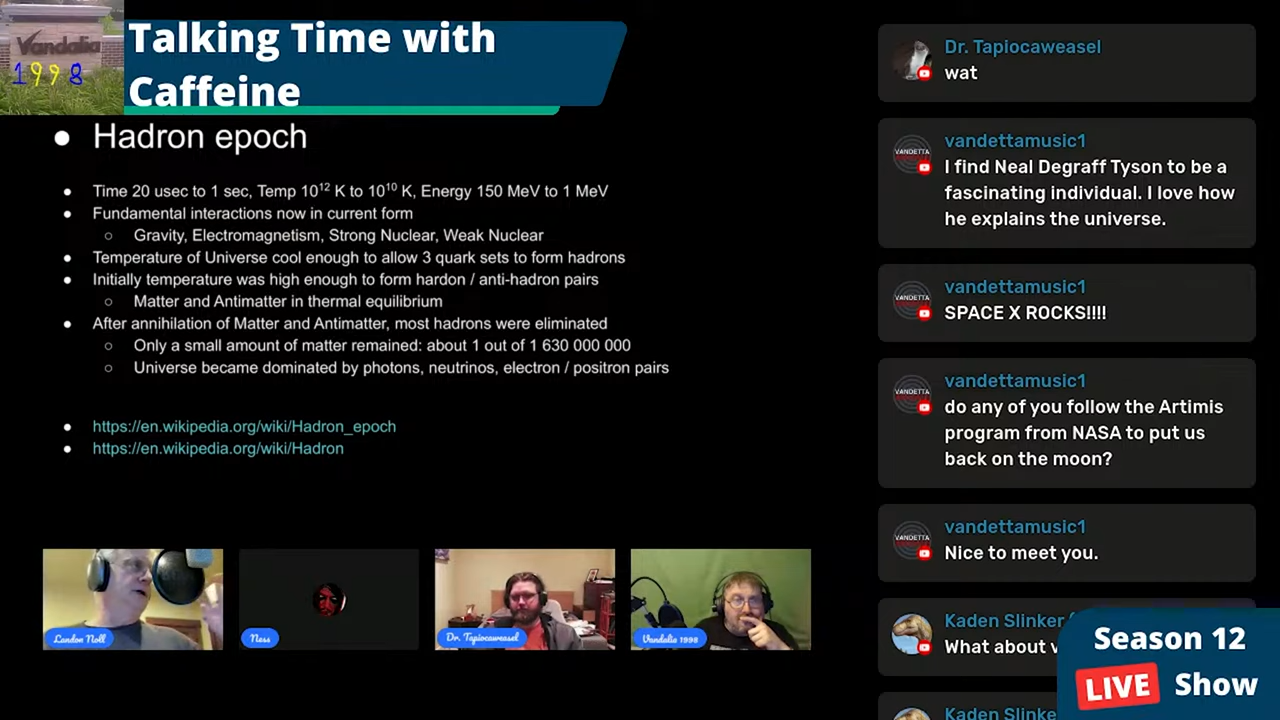 Vandalia
1998
Talking Time with
Caffeine
● Hadron epoch
● Time 20 usec to 1 sec, Temp 10¹² K to 10¹⁰ K, Energy 150 MeV to 1 MeV
● Fundamental interactions now in current form
○ Gravity, Electromagnetism, Strong Nuclear, Weak Nuclear
● Temperature of Universe cool enough to allow 3 quark sets to form hadrons
● Initially temperature was high enough to form hardon / anti-hadron pairs
○ Matter and Antimatter in thermal equilibrium
● After annihilation of Matter and Antimatter, most hadrons were eliminated
○ Only a small amount of matter remained: about 1 out of 1 630 000 000
○ Universe became dominated by photons, neutrinos, electron / positron pairs
● https://en.wikipedia.org/wiki/Hadron_epoch
● https://en.wikipedia.org/wiki/Hadron
Landon Noll
Ness
Dr. Tapiocaweasel
Vandalia 1998
Dr. Tapiocaweasel
wat
VANDETTA
vandettamusic1
I find Neal Degraff Tyson to be a
fascinating individual. I love how
he explains the universe.
VANDETTA
vandettamusic1
SPACE X ROCKS!!!!
VANDETTA
vandettamusic1
do any of you follow the Artimis
program from NASA to put us
back on the moon?
VANDETTA
vandettamusic1
Nice to meet you.
Kaden Slinker
What about
Kaden Slinke
Season 12
LIVE Show